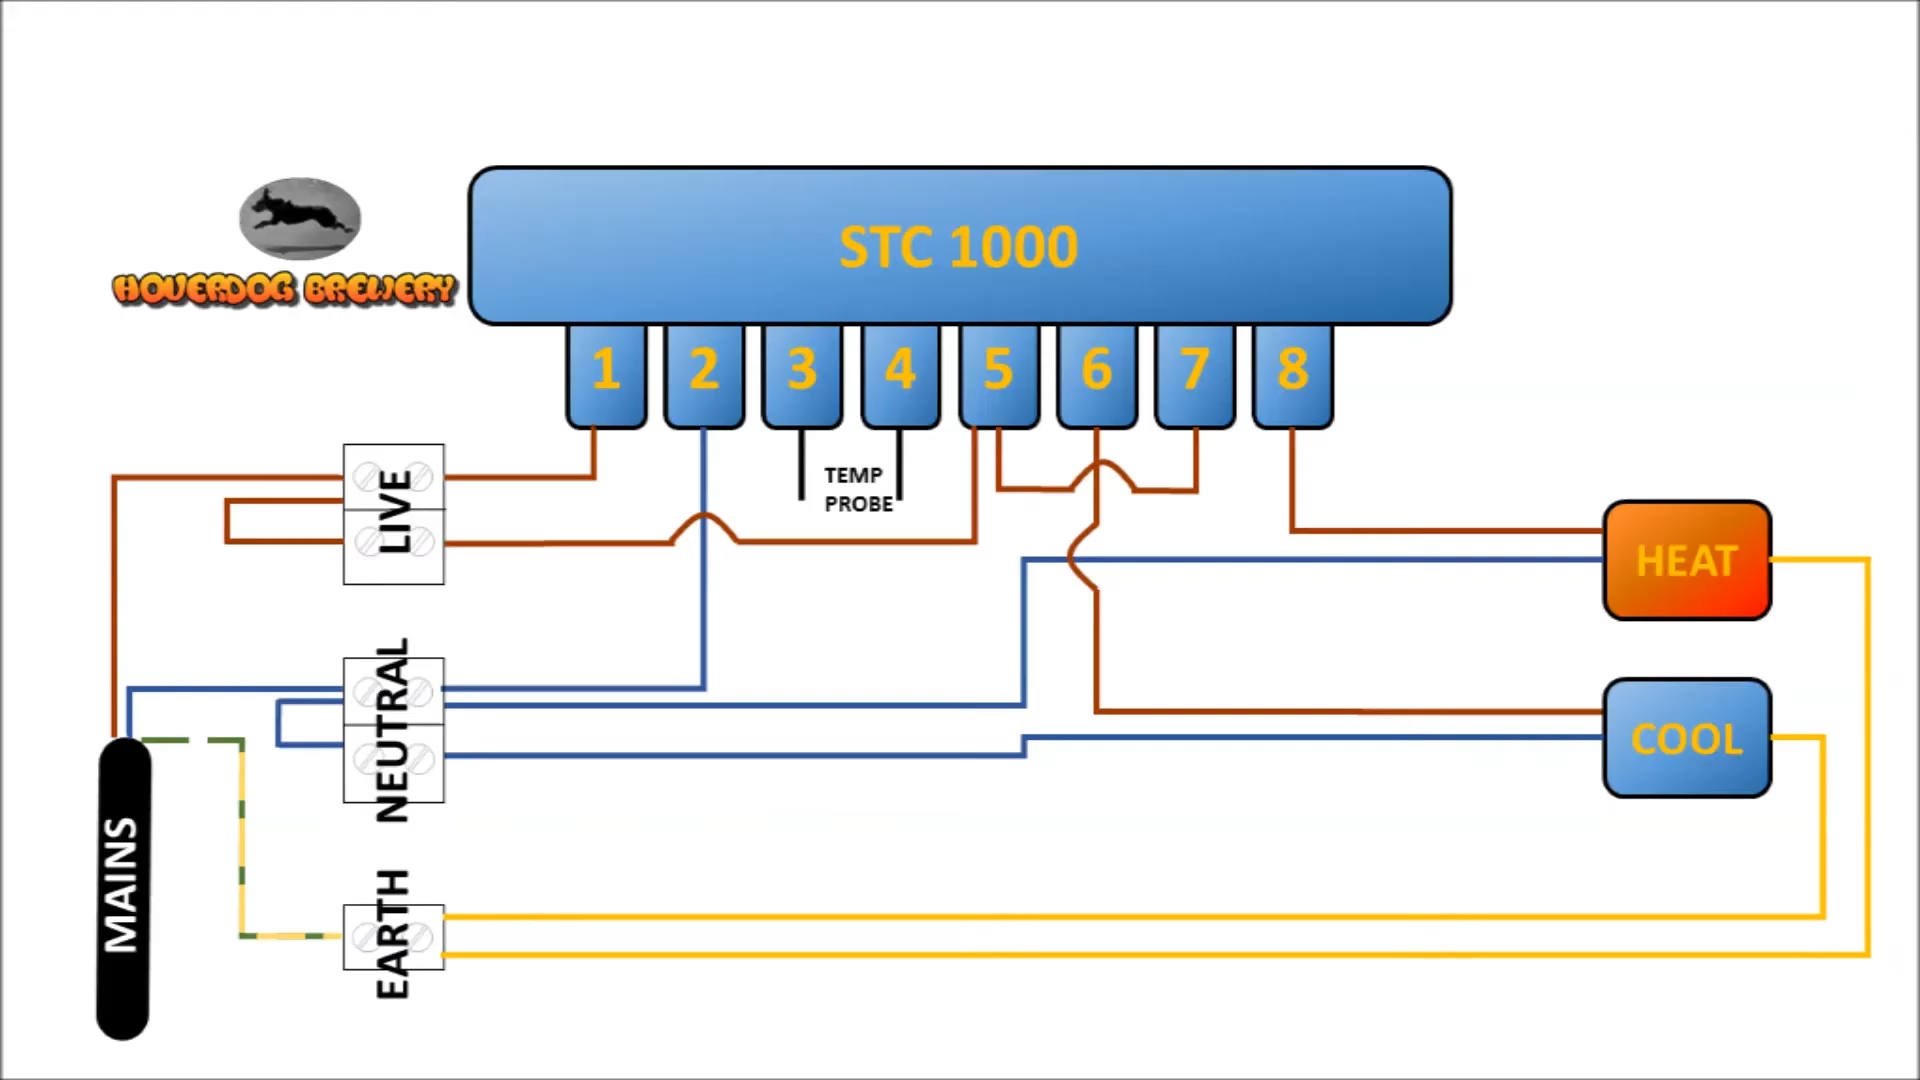 STC 1000
HOVERDOG BREWERY
1 2 3 4 5 6 7 8
TEMP
PROBE
LIVE
HEAT
NEUTRAL
COOL
MAINS
EARTH